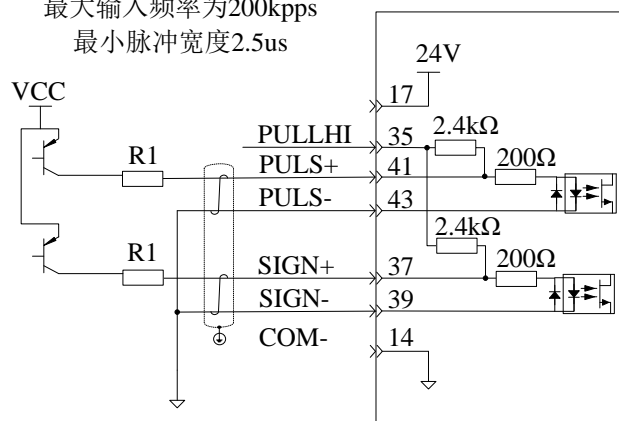 最大输入频率为200kpps
最小脉冲宽度2.5us
24V
VCC
17
PULLHI
35
2.4kΩ
R1
PULS+
41
200Ω
PULS-
43
2.4kΩ
R1
SIGN+
37
200Ω
SIGN-
39
COM-
14